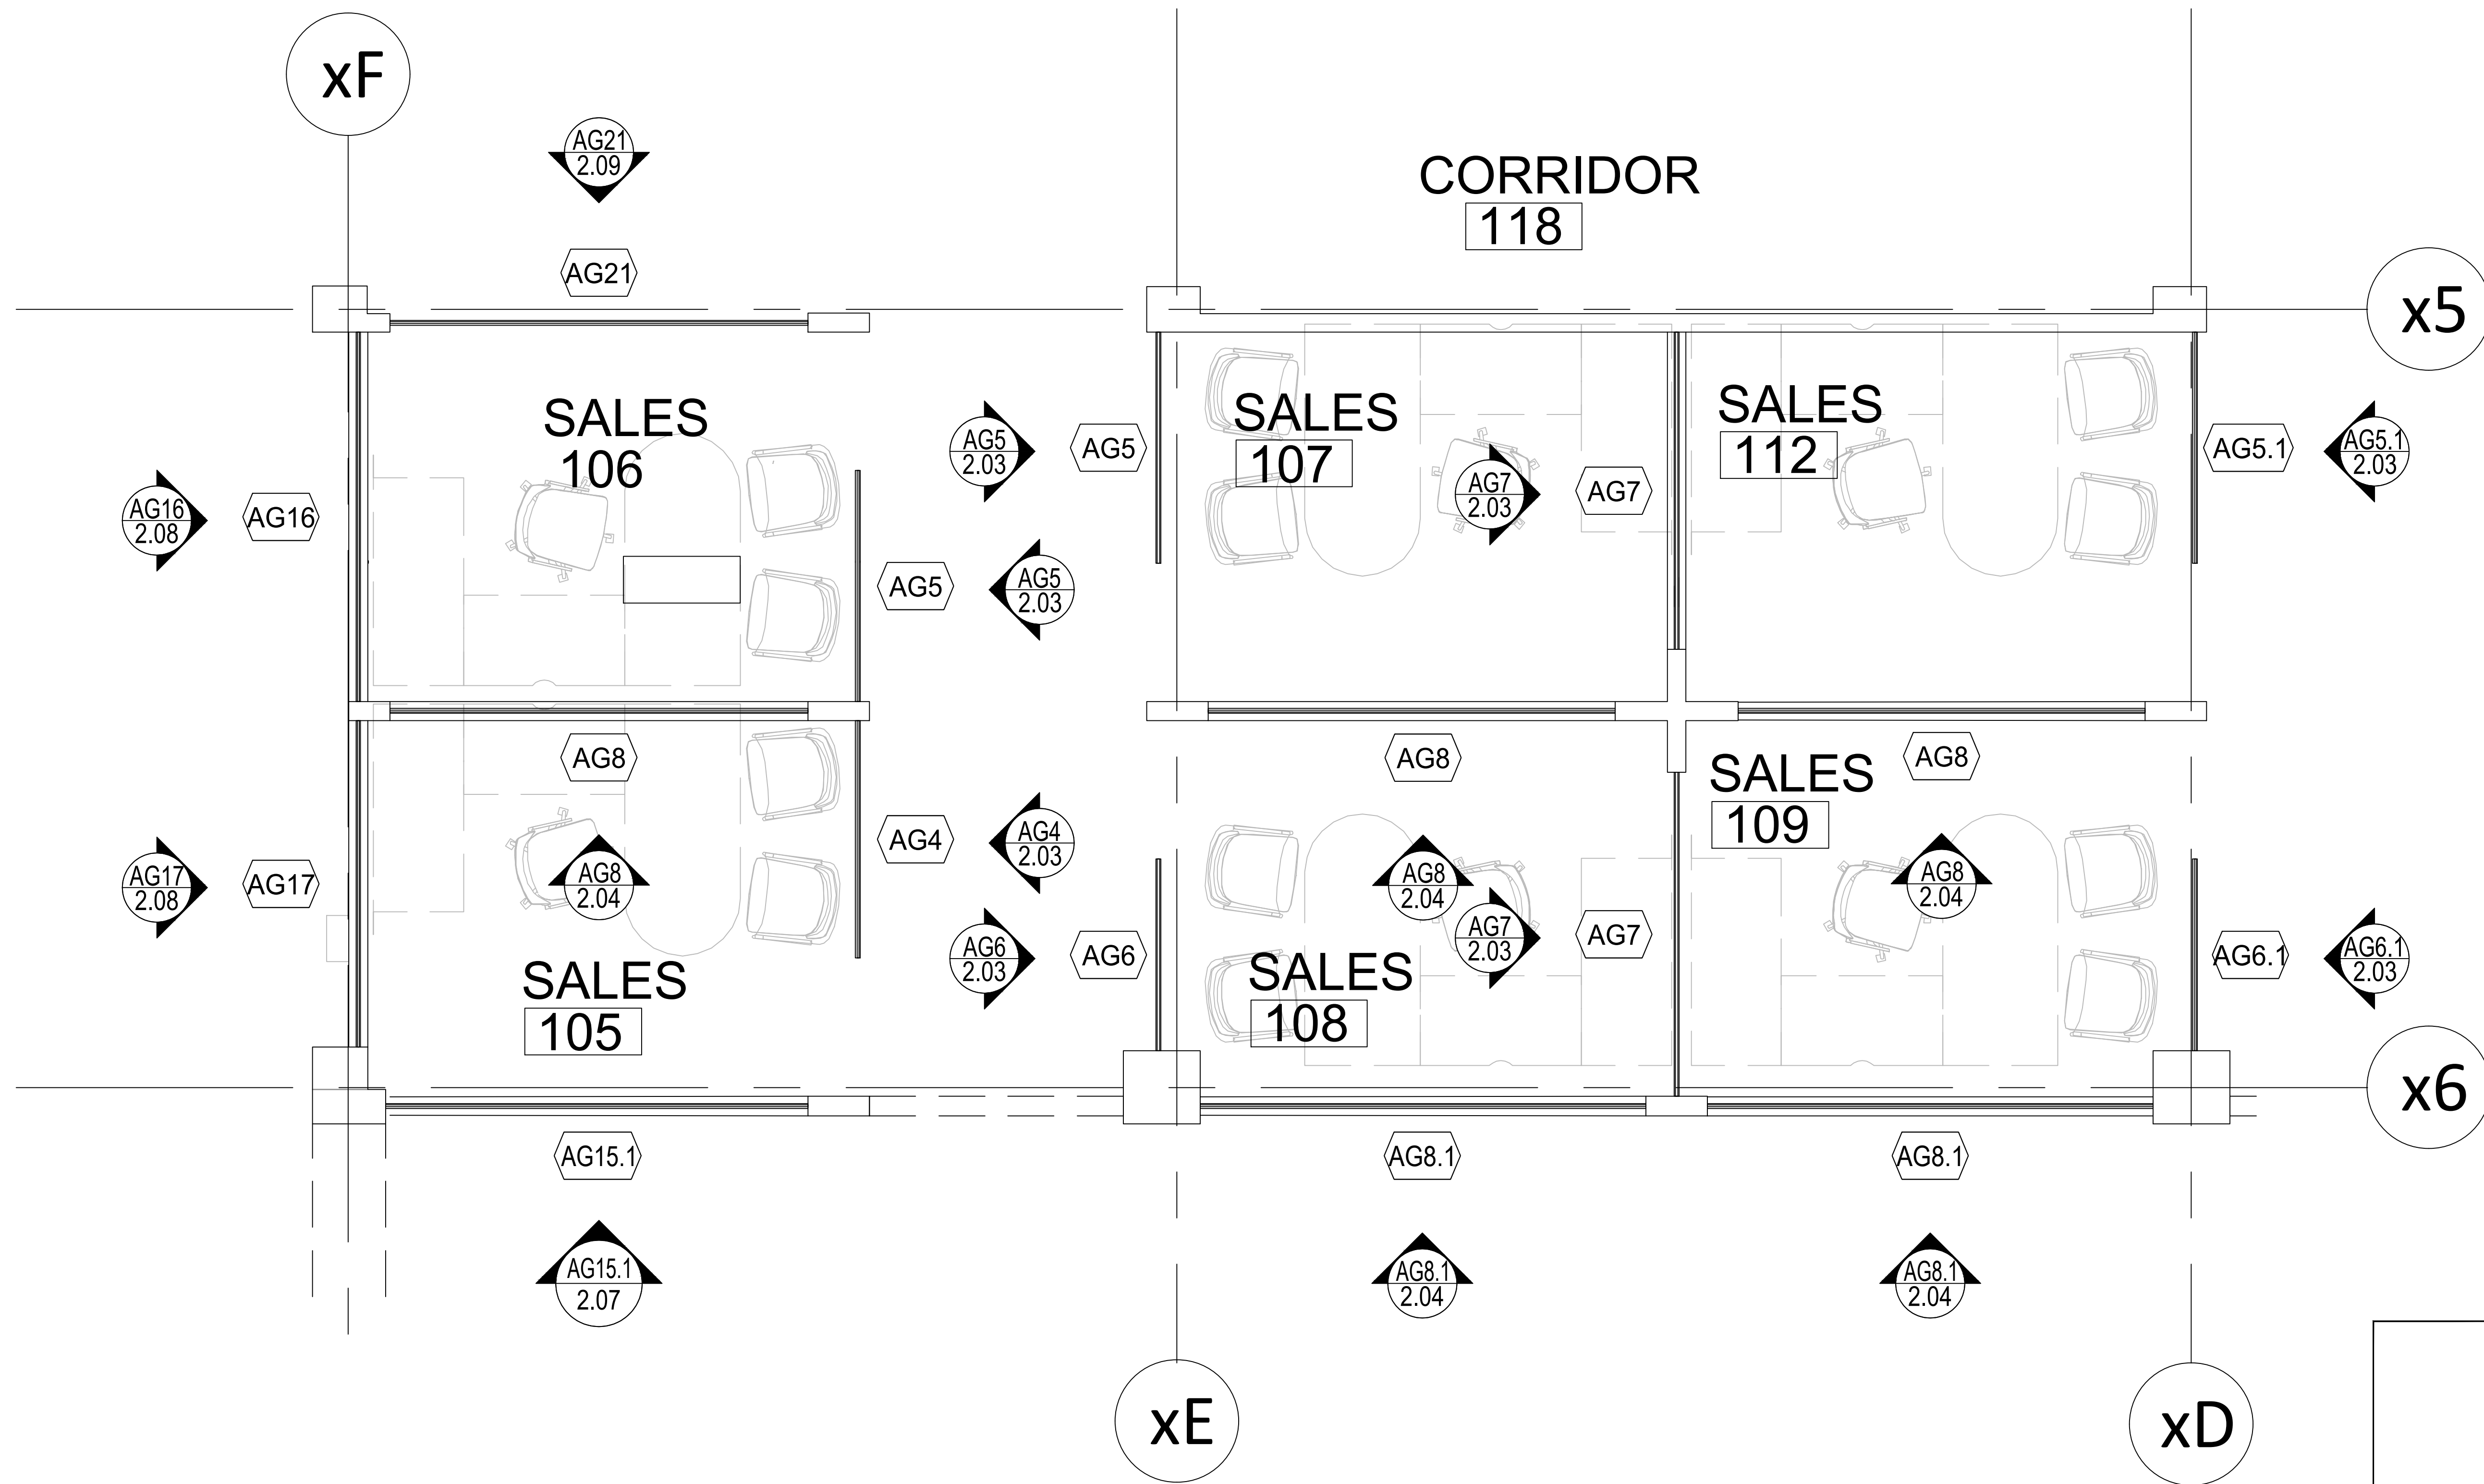 xF
AG21
2.09
CORRIDOR
118
AG21
x5
SALES
106
AG5
2.03
AG5
SALES
107
AG7
2.03
AG7
SALES
112
AG5.1
AG5.1
2.03
AG16
2.08
AG16
AG5
AG5
2.03
AG8
AG8
AG8
SALES
109
AG17
2.08
AG17
AG8
2.04
AG4
AG4
2.03
AG8
2.04
AG8
2.04
AG6
2.03
AG6
AG7
2.03
AG7
AG6.1
AG6.1
2.03
SALES
105
SALES
108
x6
AG15.1
AG8.1
AG8.1
AG15.1
2.07
AG8.1
2.04
AG8.1
2.04
xE
xD